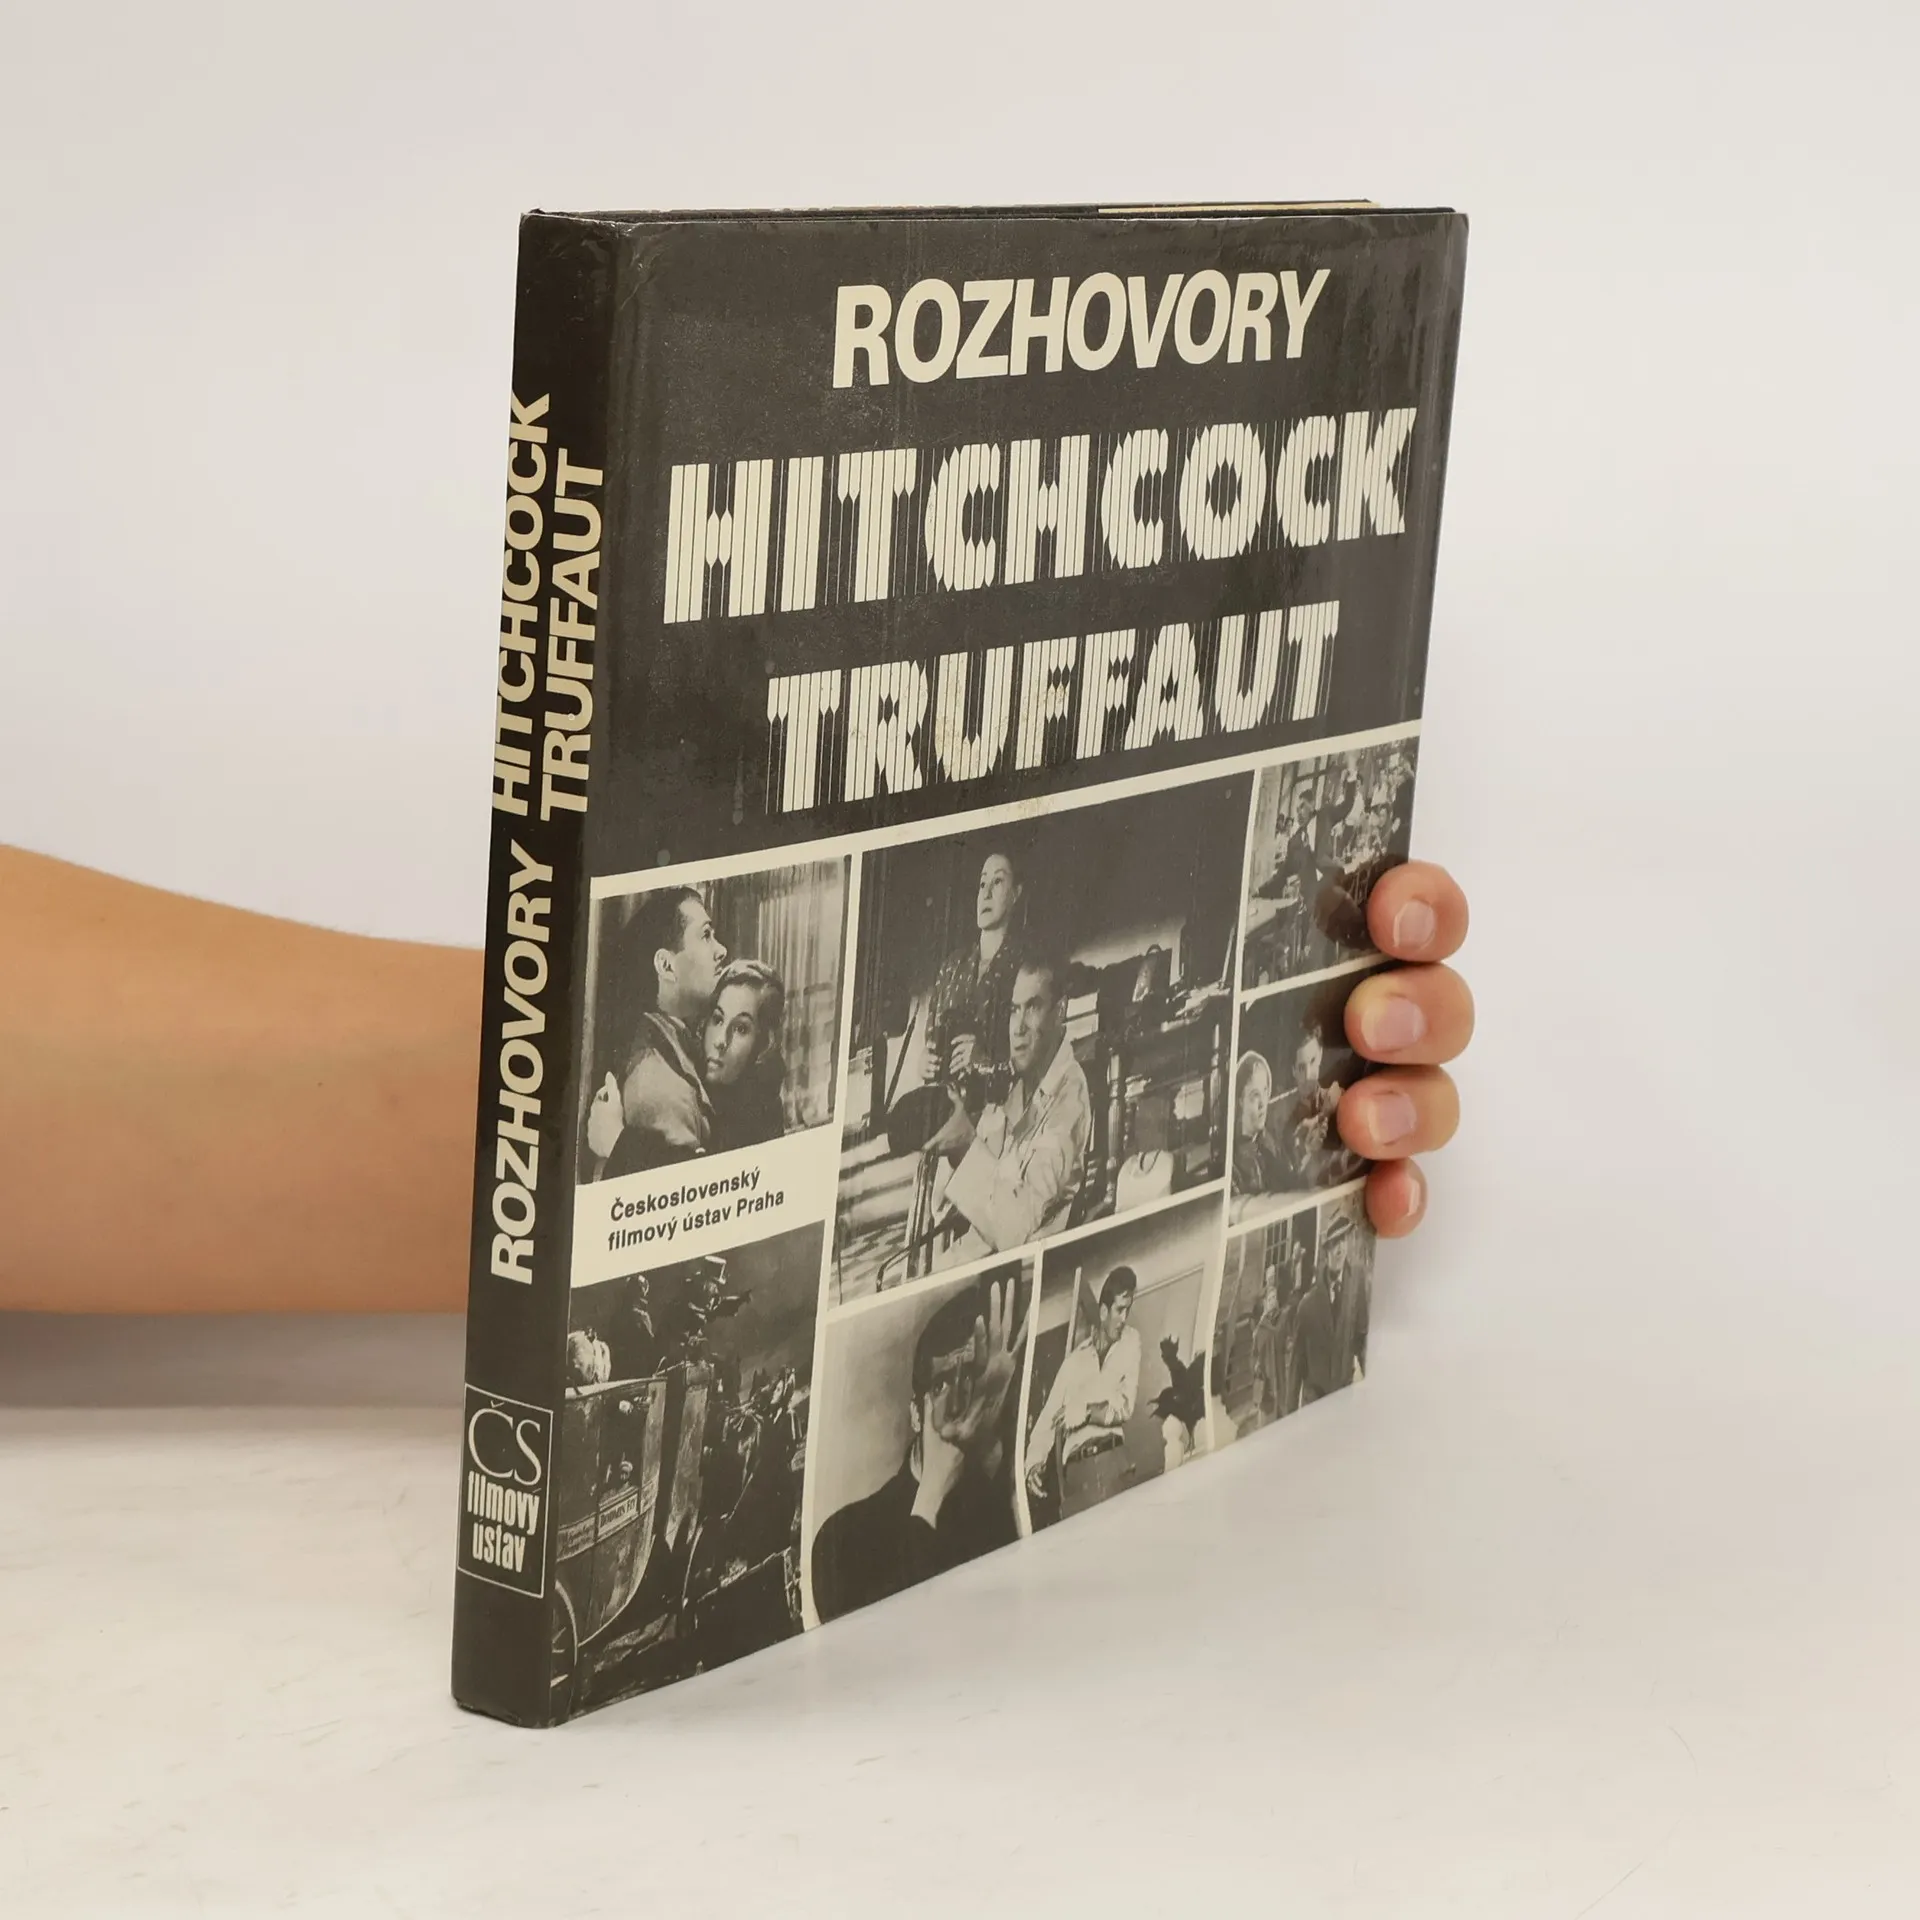 ROZHOVORY
HITCHCOCK
TRUFFAUT
Československý
filmový ústav Praha
ROZHOVORY HITCHCOCK
TRUFFAUT
ČS
filmový
ústav